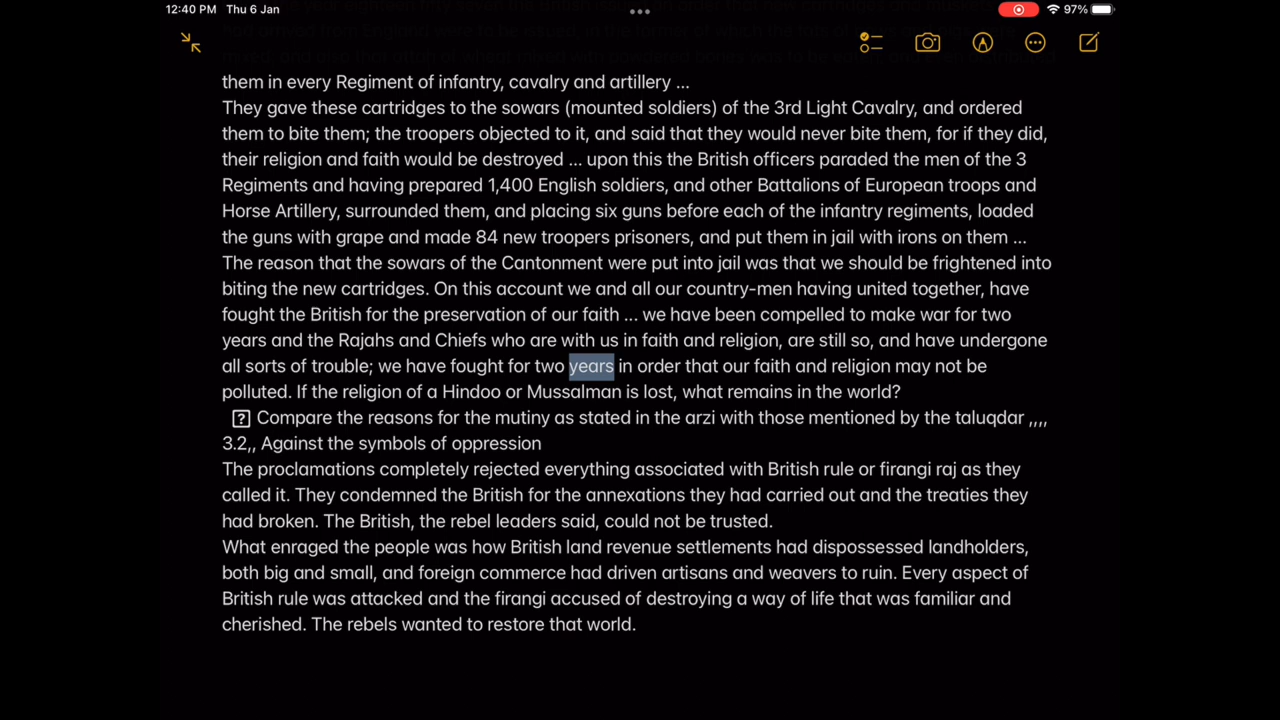 12:40 PM Thu 6 Jan
97%
them in every Regiment of infantry, cavalry and artillery ...
They gave these cartridges to the sowars (mounted soldiers) of the 3rd Light Cavalry, and ordered
them to bite them; the troopers objected to it, and said that they would never bite them, for if they did,
their religion and faith would be destroyed ... upon this the British officers paraded the men of the 3
Regiments and having prepared 1,400 English soldiers, and other Battalions of European troops and
Horse Artillery, surrounded them, and placing six guns before each of the infantry regiments, loaded
the guns with grape and made 84 new troopers prisoners, and put them in jail with irons on them ...
The reason that the sowars of the Cantonment were put into jail was that we should be frightened into
biting the new cartridges. On this account we and all our country-men having united together, have
fought the British for the preservation of our faith ... we have been compelled to make war for two
years and the Rajahs and Chiefs who are with us in faith and religion, are still so, and have undergone
all sorts of trouble; we have fought for two years in order that our faith and religion may not be
polluted. If the religion of a Hindoo or Mussalman is lost, what remains in the world?
? Compare the reasons for the mutiny as stated in the arzi with those mentioned by the taluqdar ,,,,
3.2,, Against the symbols of oppression
The proclamations completely rejected everything associated with British rule or firangi raj as they
called it. They condemned the British for the annexations they had carried out and the treaties they
had broken. The British, the rebel leaders said, could not be trusted.
What enraged the people was how British land revenue settlements had dispossessed landholders,
both big and small, and foreign commerce had driven artisans and weavers to ruin. Every aspect of
British rule was attacked and the firangi accused of destroying a way of life that was familiar and
cherished. The rebels wanted to restore that world.